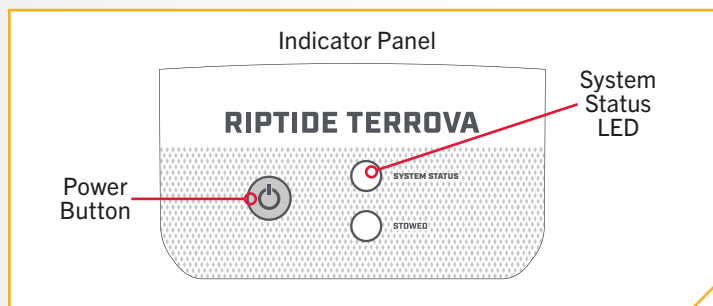 Indicator Panel
System
Status
LED
RIPTIDE TERROVA
SYSTEM STATUS
Power
Button
STOWED